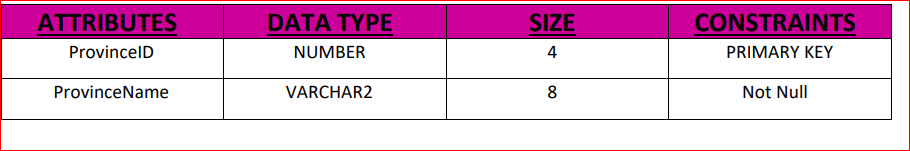 ATTRIBUTES DATA TYPE SIZE CONSTRAINTS
ProvinceID NUMBER 4 PRIMARY KEY
ProvinceName VARCHAR2 8 Not Null